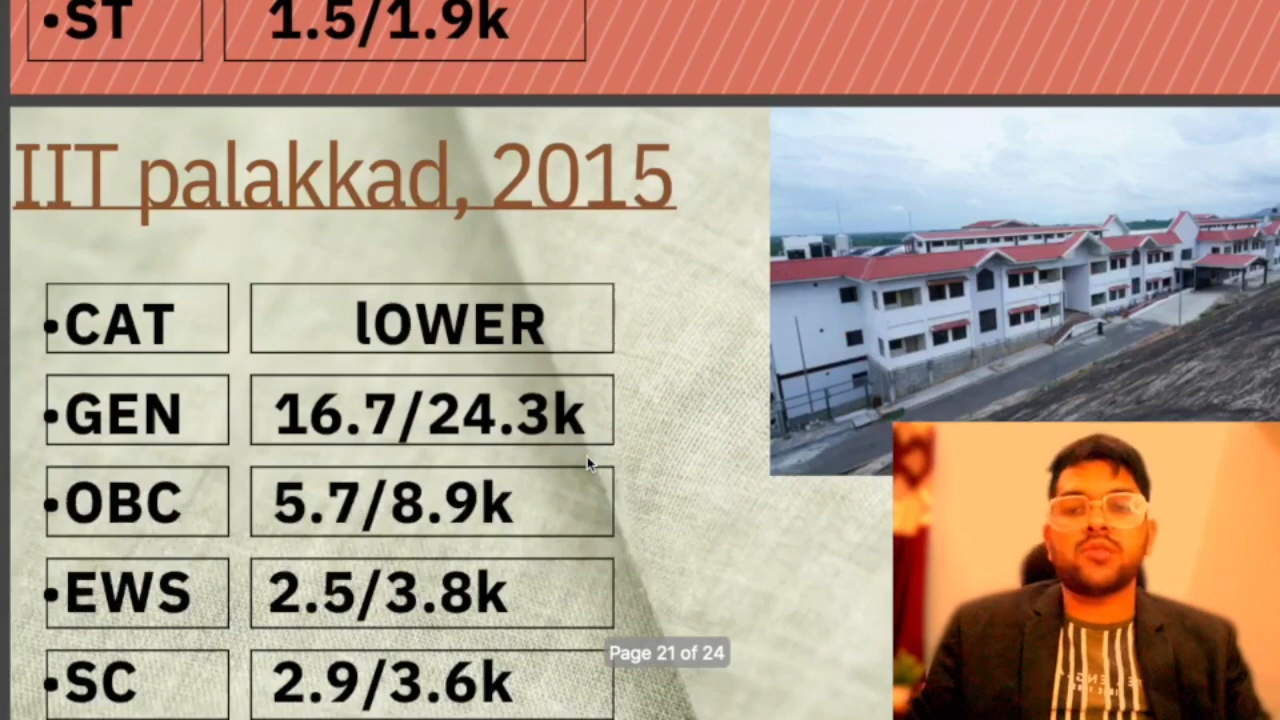 •ST 1.5/1.9k
IIT palakkad, 2015
•CAT lOWER
•GEN 16.7/24.3k
•OBC 5.7/8.9k
•EWS 2.5/3.8k
•SC 2.9/3.6k
Page 21 of 24